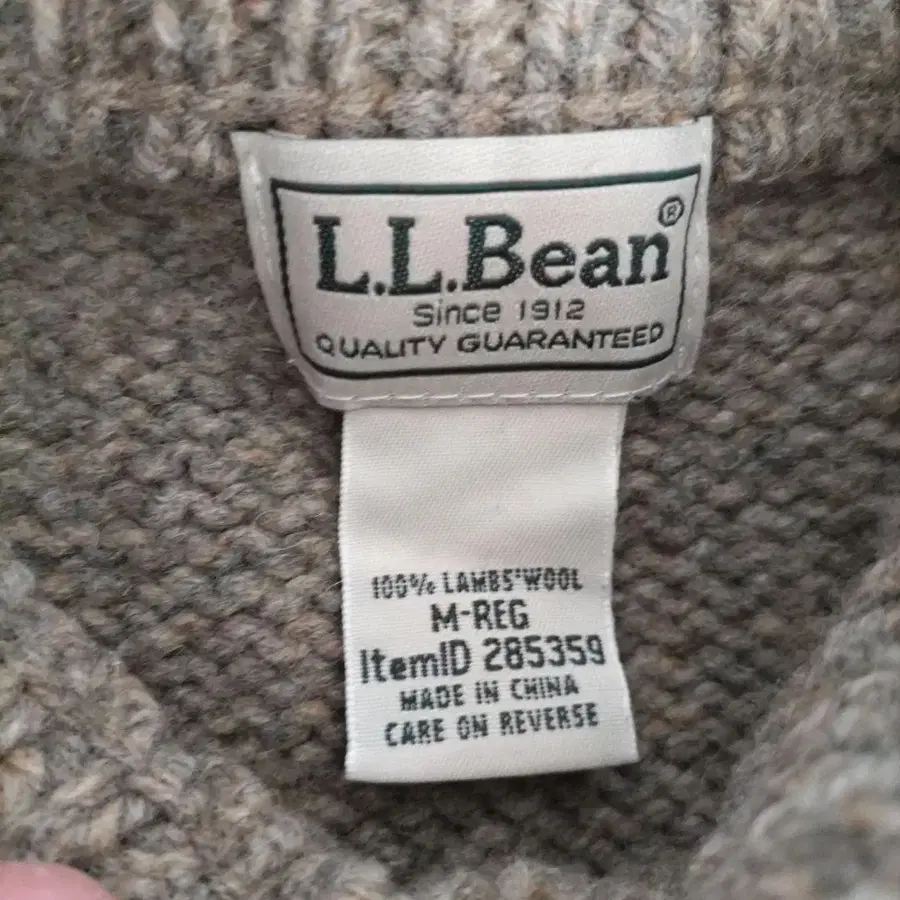 L.L.Bean®
Since 1912
QUALITY GUARANTEED
100% LAMBS'WOOL
M-REG
ItemID 285359
MADE IN CHINA
CARE ON REVERSE